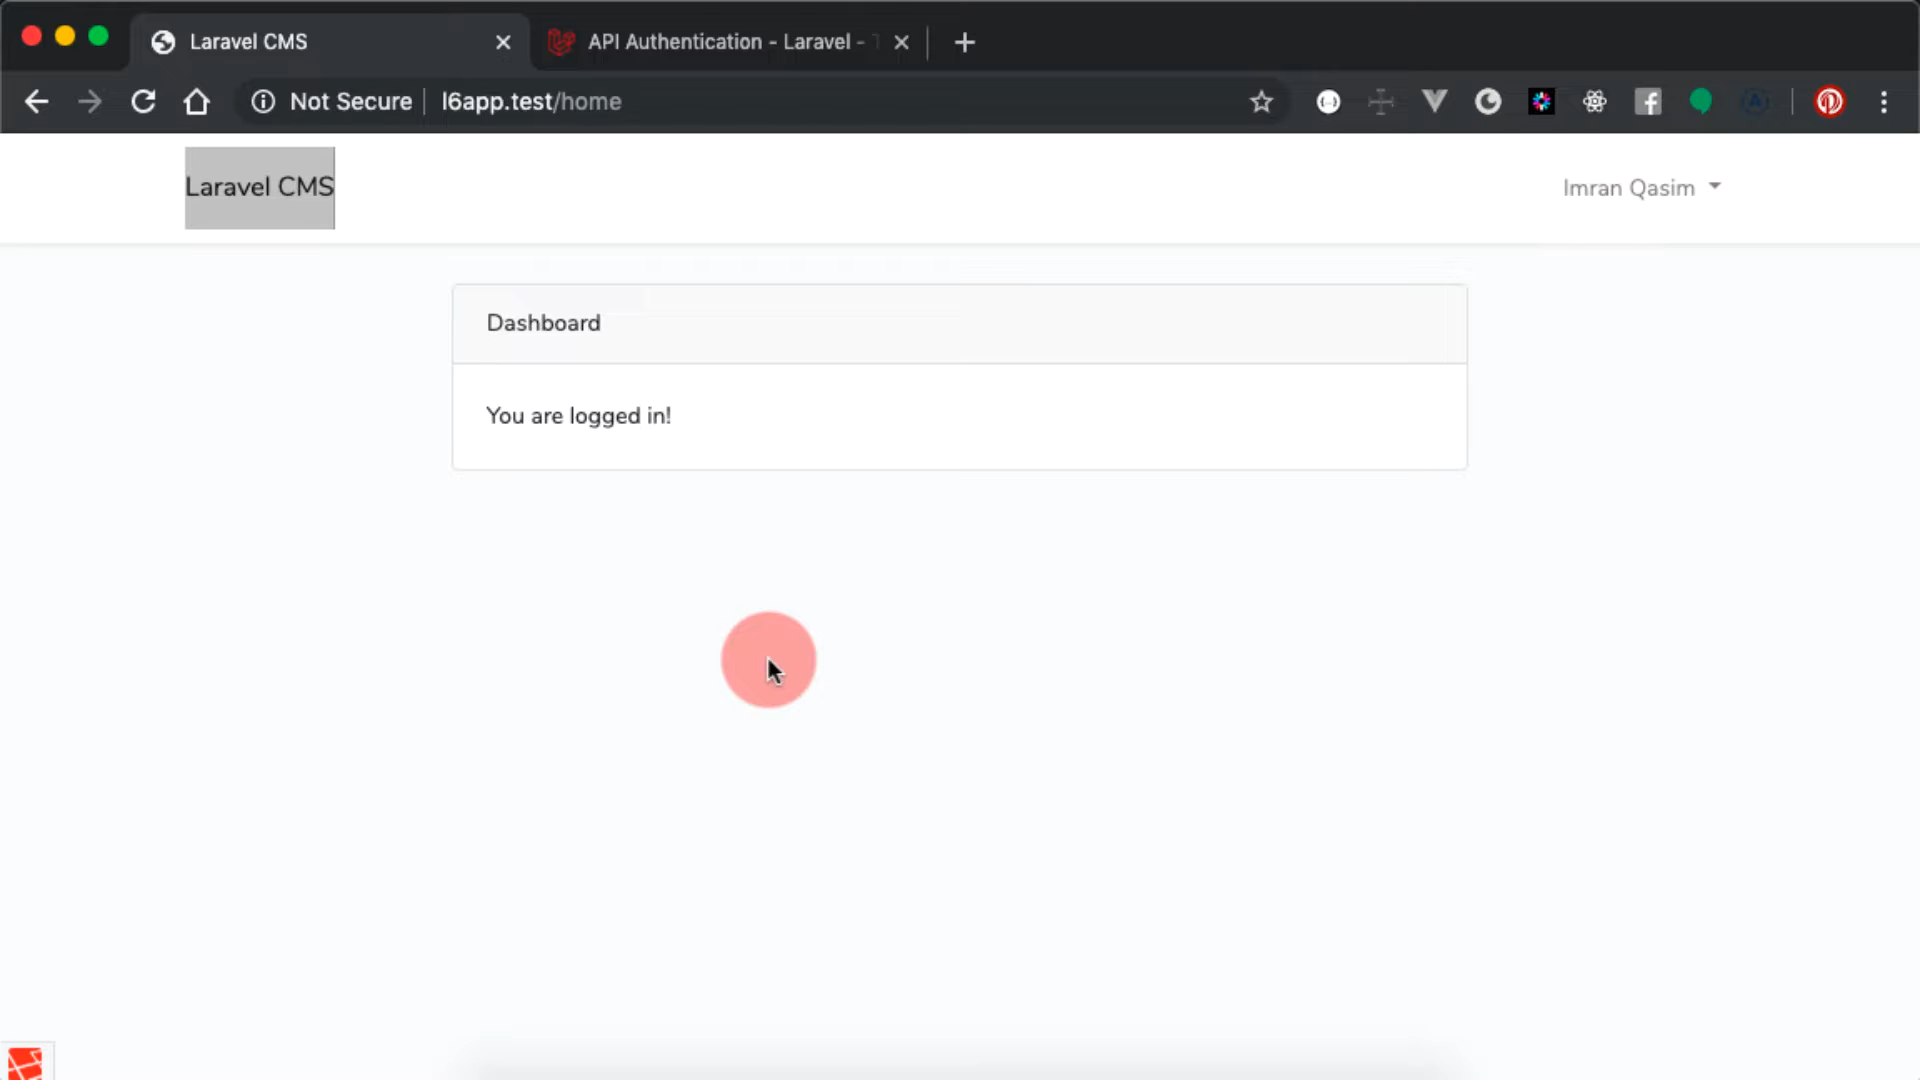 Laravel CMS
API Authentication - Laravel -
Not Secure l6app.test/home
Laravel CMS
Imran Qasim
Dashboard
You are logged in!